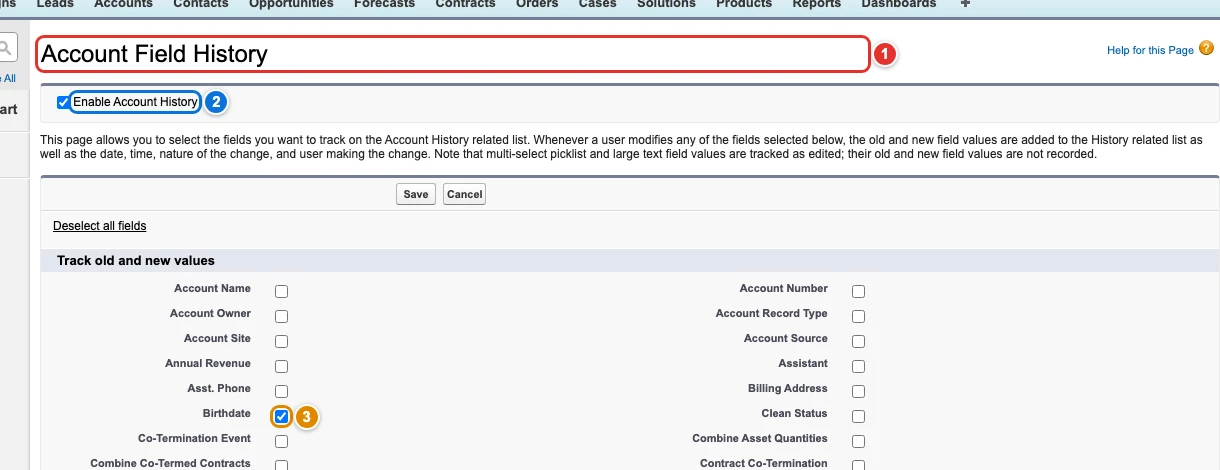 Leads Accounts Contacts Opportunities Forecasts Contracts Orders Cases Solutions Products Reports Dashboards +
Account Field History 1
Help for this Page ?
All
Enable Account History 2
This page allows you to select the fields you want to track on the Account History related list. Whenever a user modifies any of the fields selected below, the old and new field values are added to the History related list as
well as the date, time, nature of the change, and user making the change. Note that multi-select picklist and large text field values are tracked as edited; their old and new field values are not recorded.
Save Cancel
Deselect all fields
Track old and new values
Account Name Account Number
Account Owner Account Record Type
Account Site Account Source
Annual Revenue Assistant
Asst. Phone Billing Address
Birthdate 3 Clean Status
Co-Termination Event Combine Asset Quantities
Combine Co-Termed Contracts Contract Co-Termination